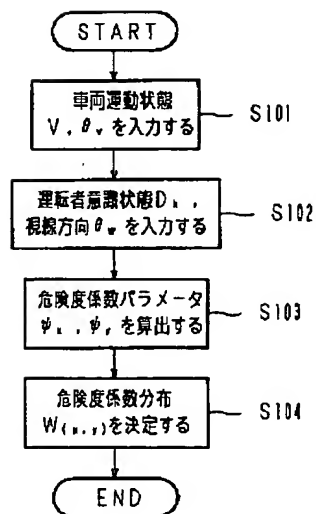 START
車両運動状態
V, θv を入力する
S101
運転者意識状態Dk,
視線方向θw を入力する
S102
危険度係数パラメータ
ψx, ψy を算出する
S103
危険度係数分布
W(x,y)を決定する
S104
END